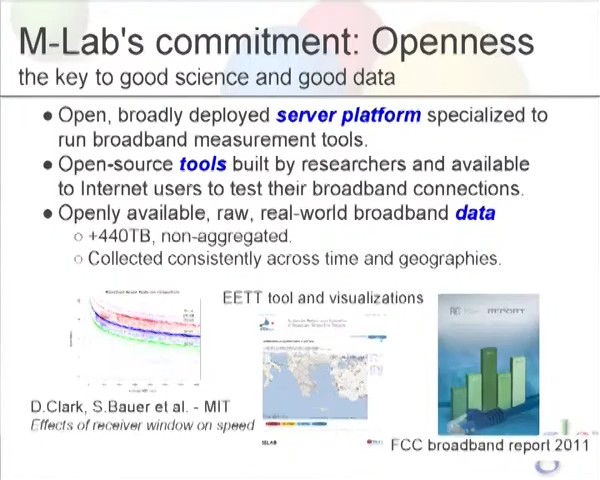 M-Lab's commitment: Openness
the key to good science and good data
● Open, broadly deployed server platform specialized to
run broadband measurement tools.
● Open-source tools built by researchers and available
to Internet users to test their broadband connections.
● Openly available, raw, real-world broadband data
○ +440TB, non-aggregated.
○ Collected consistently across time and geographies.
EETT tool and visualizations
REPORT
D.Clark, S.Bauer et al. - MIT
Effects of receiver window on speed
FCC broadband report 2011